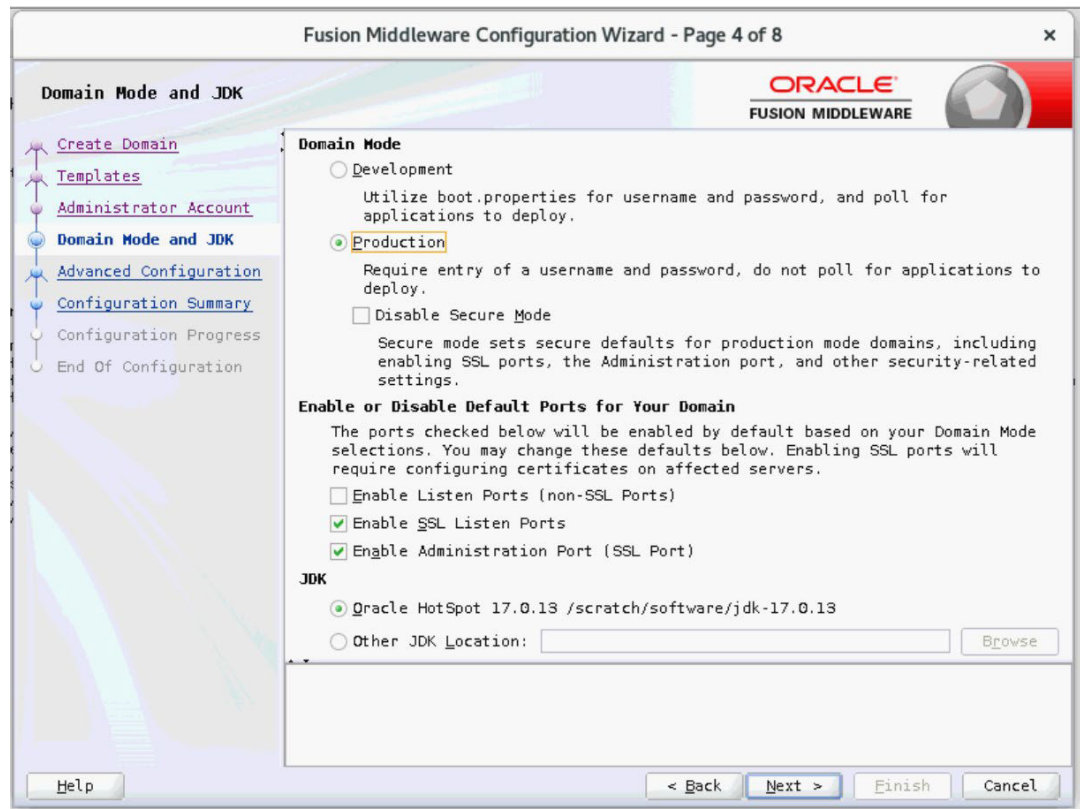 Fusion Middleware Configuration Wizard - Page 4 of 8
Domain Mode and JDK
ORACLE
FUSION MIDDLEWARE
Create Domain
Templates
Administrator Account
Domain Mode and JDK
Advanced Configuration
Configuration Summary
Configuration Progress
End Of Configuration
Domain Mode
Development
Utilize boot.properties for username and password, and poll for
applications to deploy.
Production
Require entry of a username and password, do not poll for applications to
deploy.
Disable Secure Mode
Secure mode sets secure defaults for production mode domains, including
enabling SSL ports, the Administration port, and other security-related
settings.
Enable or Disable Default Ports for Your Domain
The ports checked below will be enabled by default based on your Domain Mode
selections. You may change these defaults below. Enabling SSL ports will
require configuring certificates on affected servers.
Enable Listen Ports (non-SSL Ports)
Enable SSL Listen Ports
Enable Administration Port (SSL Port)
JDK
Oracle HotSpot 17.0.13 /scratch/software/jdk-17.0.13
Other JDK Location:
Browse
Help
< Back
Next >
Finish
Cancel